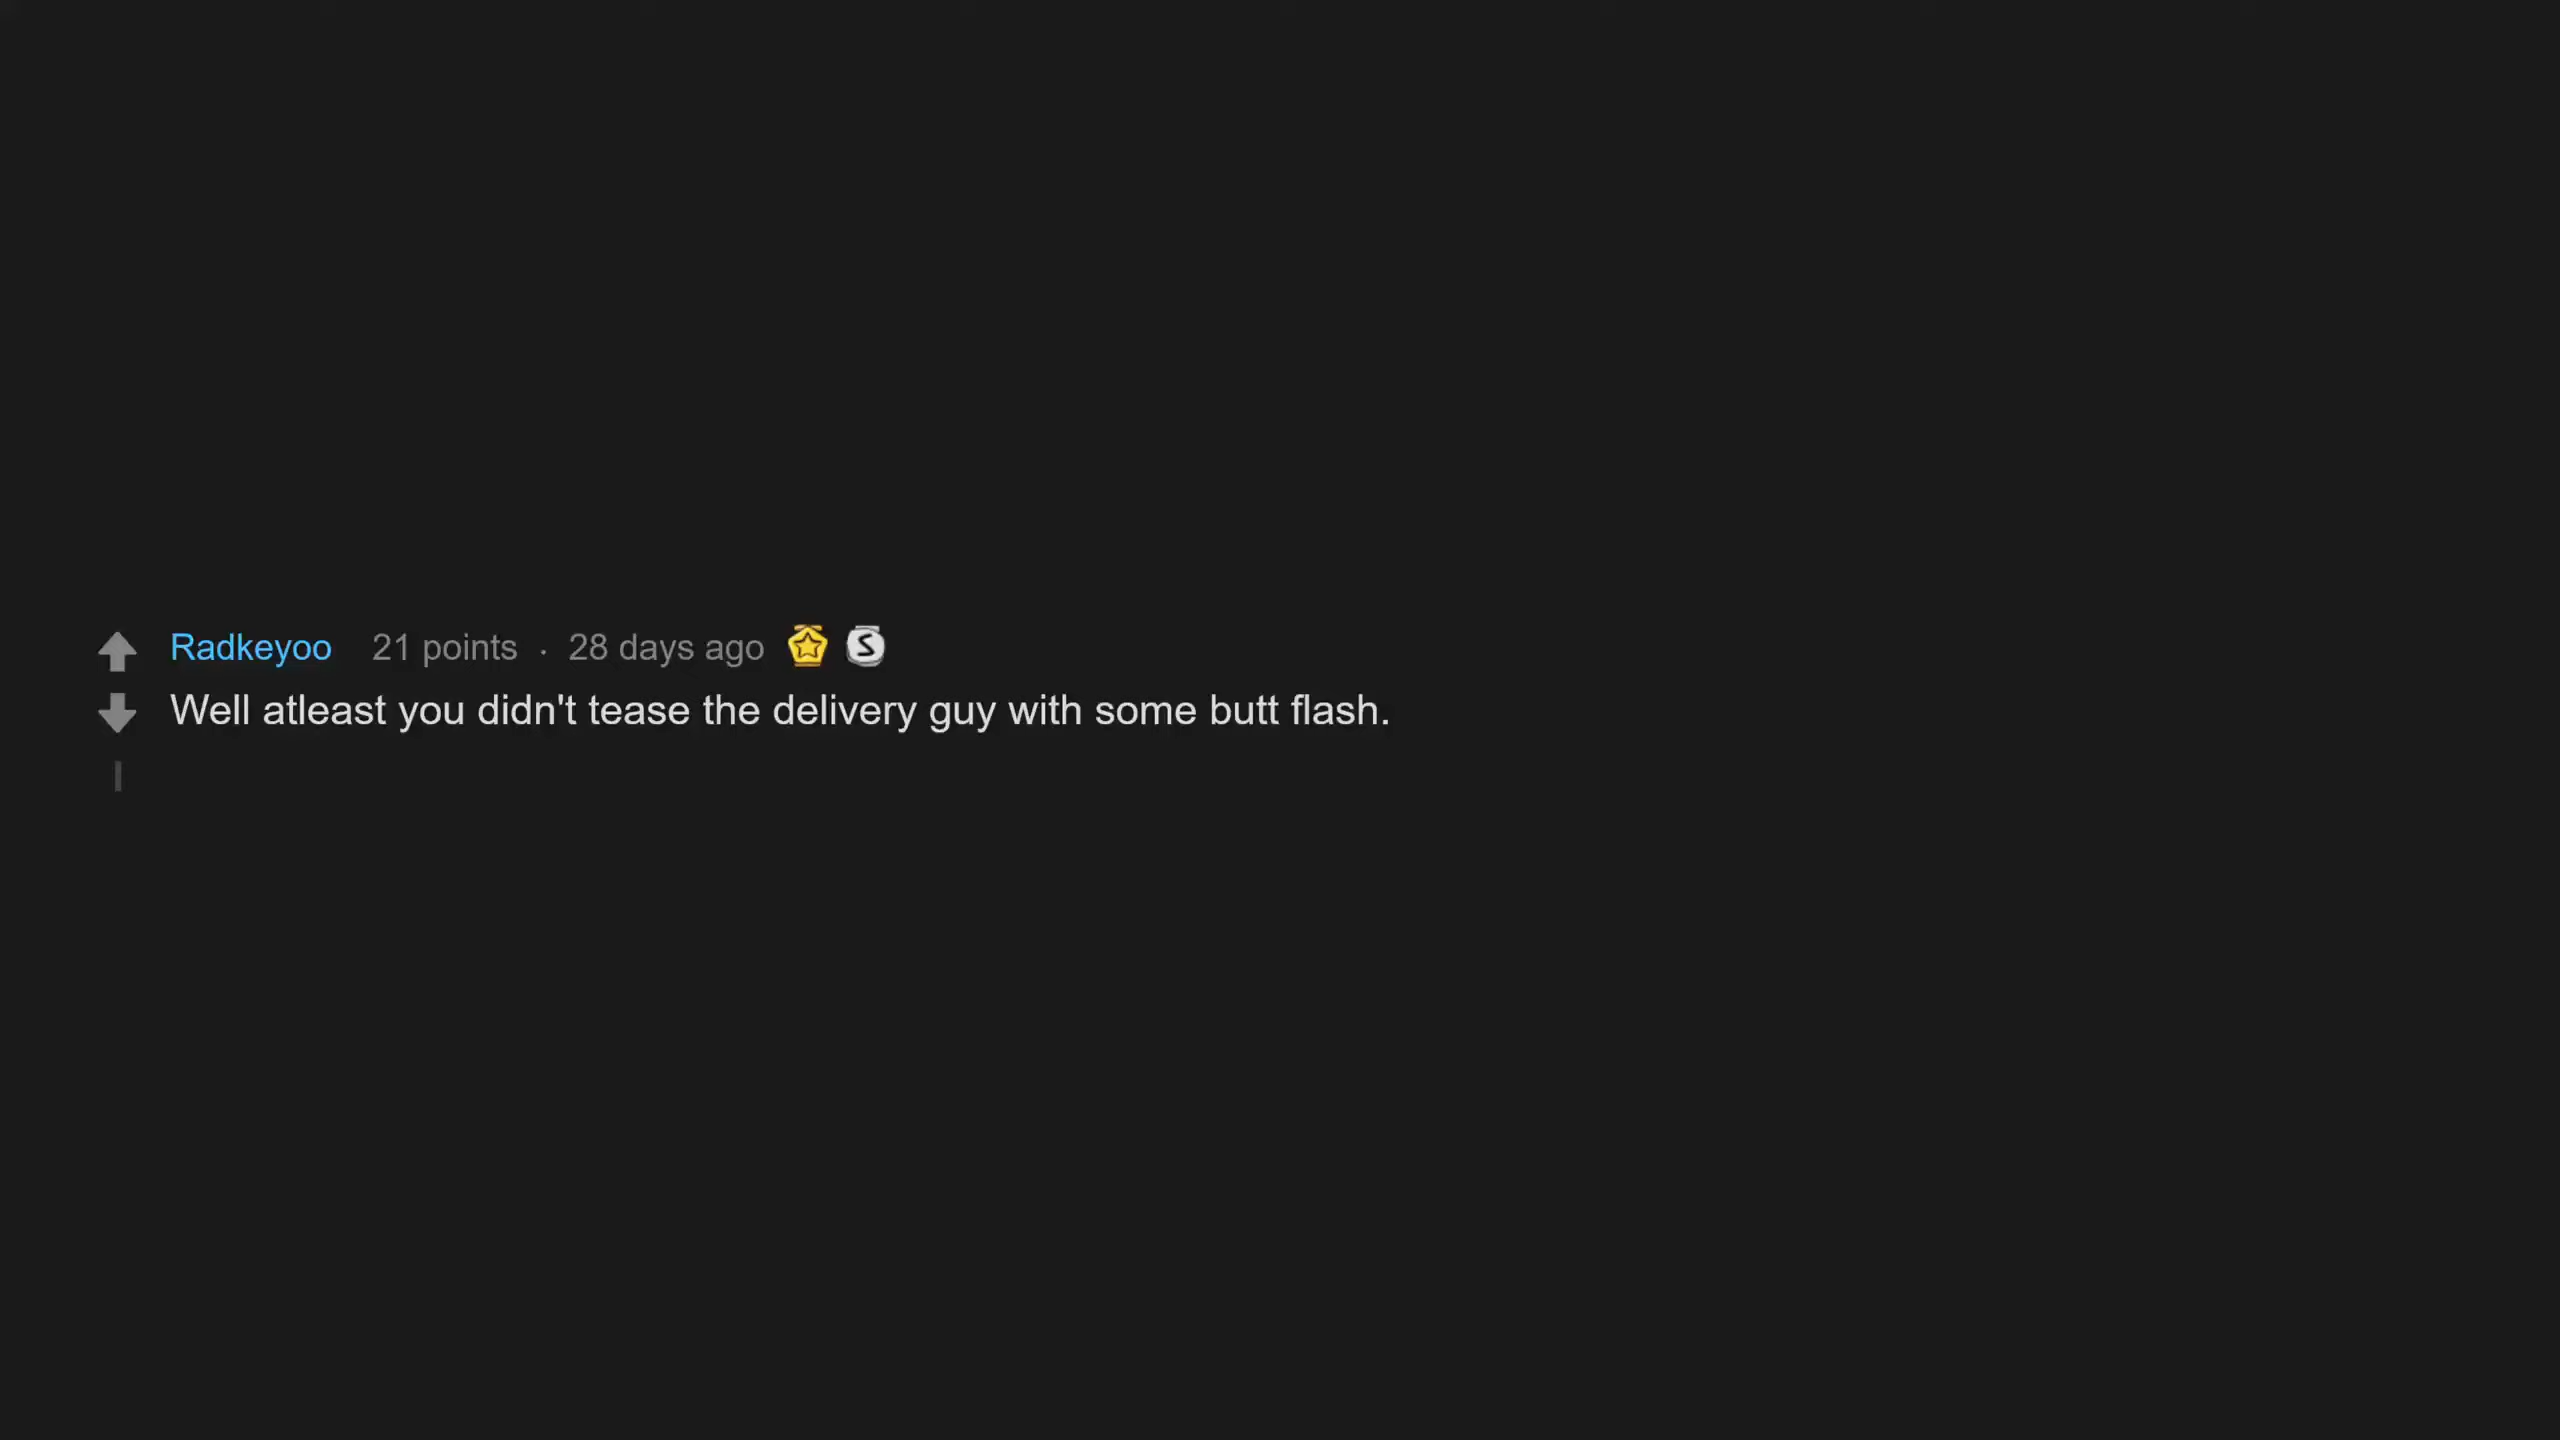 Radkeyoo 21 points · 28 days ago S
Well atleast you didn't tease the delivery guy with some butt flash.